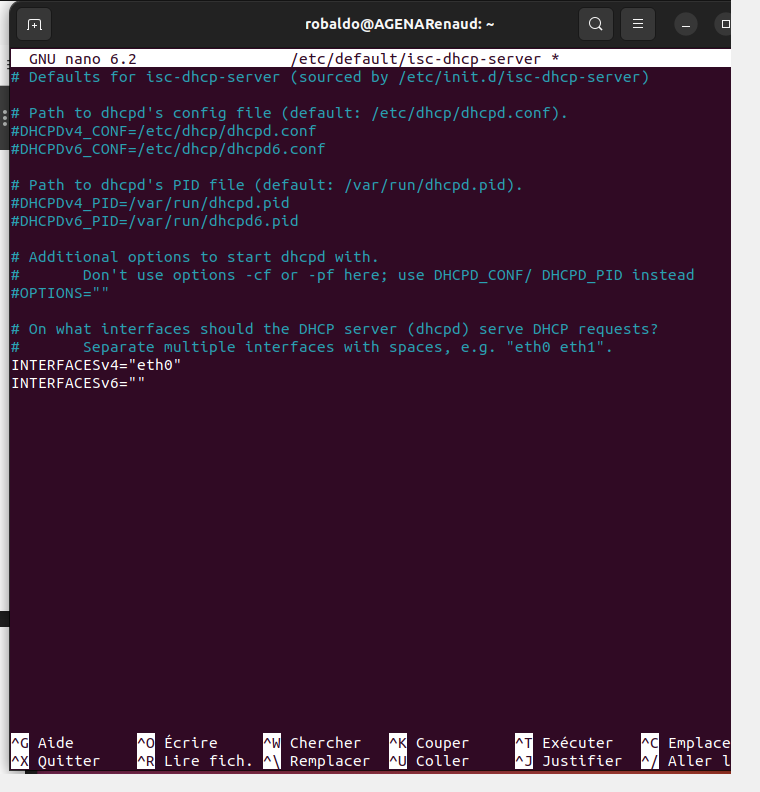 robaldo@AGENARenaud: ~
GNU nano 6.2 /etc/default/isc-dhcp-server *
# Defaults for isc-dhcp-server (sourced by /etc/init.d/isc-dhcp-server)
# Path to dhcpd's config file (default: /etc/dhcp/dhcpd.conf).
#DHCPDv4_CONF=/etc/dhcp/dhcpd.conf
#DHCPDv6_CONF=/etc/dhcp/dhcpd6.conf
# Path to dhcpd's PID file (default: /var/run/dhcpd.pid).
#DHCPDv4_PID=/var/run/dhcpd.pid
#DHCPDv6_PID=/var/run/dhcpd6.pid
# Additional options to start dhcpd with.
#       Don't use options -cf or -pf here; use DHCPD_CONF/ DHCPD_PID instead
#OPTIONS=""
# On what interfaces should the DHCP server (dhcpd) serve DHCP requests?
#       Separate multiple interfaces with spaces, e.g. "eth0 eth1".
INTERFACESv4="eth0"
INTERFACESv6=""
^G Aide ^O Écrire ^W Chercher ^K Couper ^T Exécuter ^C Emplace
^X Quitter ^R Lire fich. ^\ Remplacer ^U Coller ^J Justifier ^/ Aller l